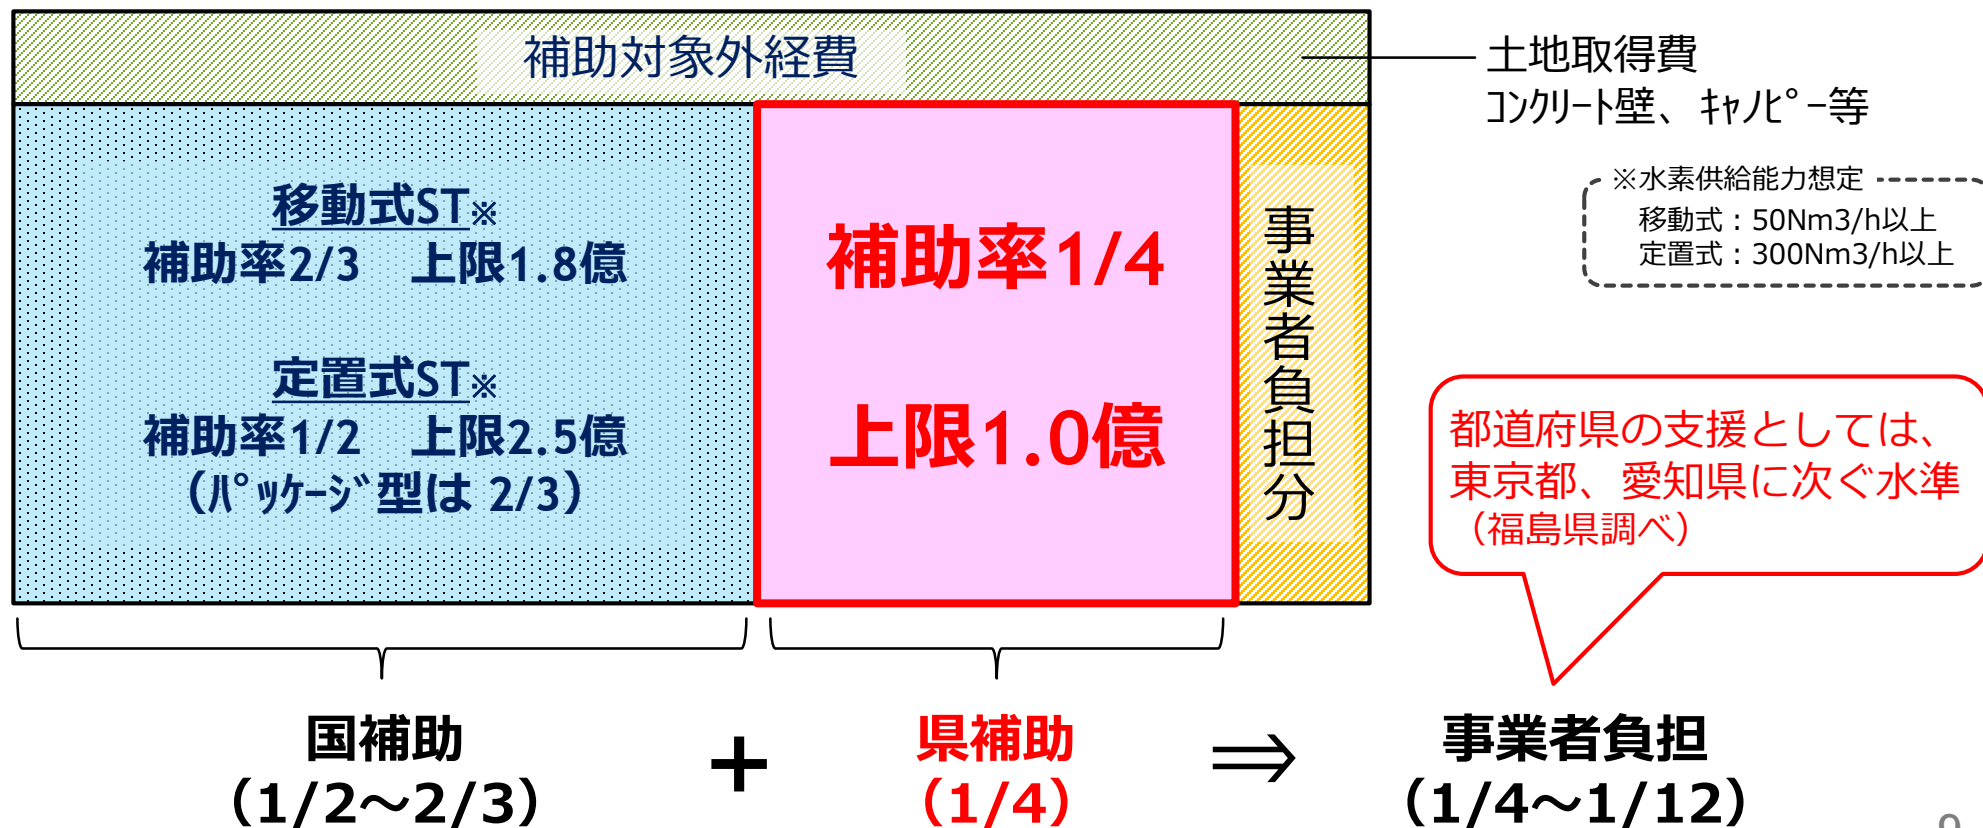 補助対象外経費
土地取得費
ｺﾝｸﾘｰﾄ壁、ｷｬﾉﾋﾟｰ等
※水素供給能力想定
移動式：50Nm3/h以上
定置式：300Nm3/h以上
移動式ST※
補助率2/3　上限1.8億
定置式ST※
補助率1/2　上限2.5億
（ﾊﾟｯｹｰｼﾞ型は 2/3）
補助率1/4
上限1.0億
事業者負担分
都道府県の支援としては、
東京都、愛知県に次ぐ水準
（福島県調べ）
国補助
（1/2～2/3）
＋
県補助
（1/4）
⇒
事業者負担
（1/4～1/12）